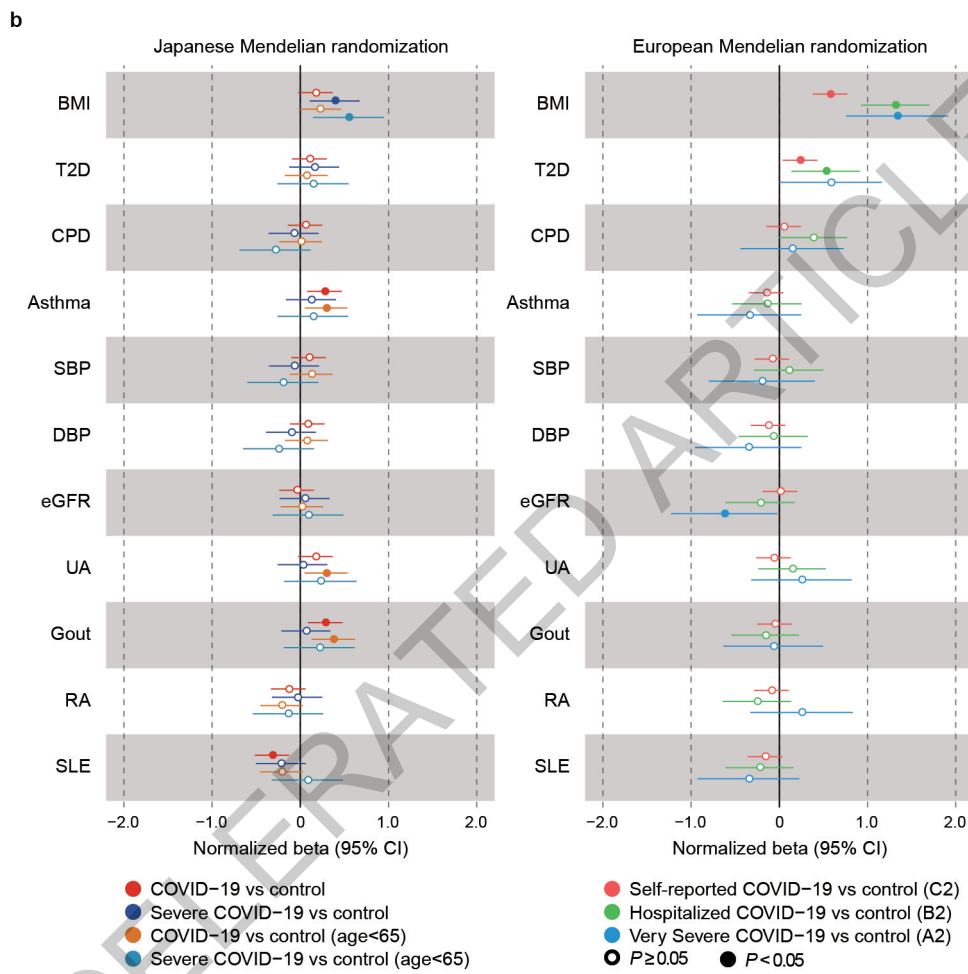 b
Japanese Mendelian randomization
BMI
T2D
CPD
Asthma
SBP
DBP
eGFR
UA
Gout
RA
SLE
−2.0 −1.0 0 1.0 2.0
Normalized beta (95% CI)
COVID−19 vs control
Severe COVID−19 vs control
COVID−19 vs control (age<65)
Severe COVID−19 vs control (age<65)
European Mendelian randomization
BMI
T2D
CPD
Asthma
SBP
DBP
eGFR
UA
Gout
RA
SLE
−2.0 −1.0 0 1.0 2.0
Normalized beta (95% CI)
Self-reported COVID−19 vs control (C2)
Hospitalized COVID−19 vs control (B2)
Very Severe COVID−19 vs control (A2)
P ≥ 0.05 P < 0.05
ELERATED ARTICLE